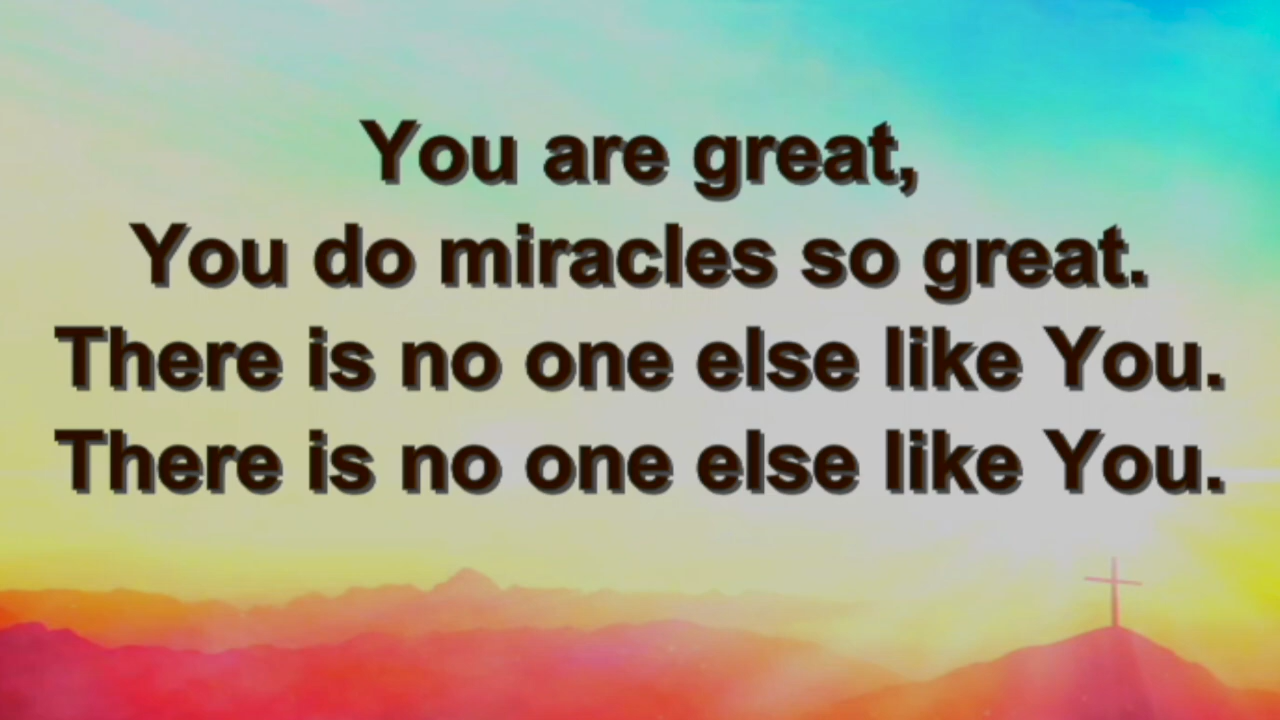 You are great,
You do miracles so great.
There is no one else like You.
There is no one else like You.